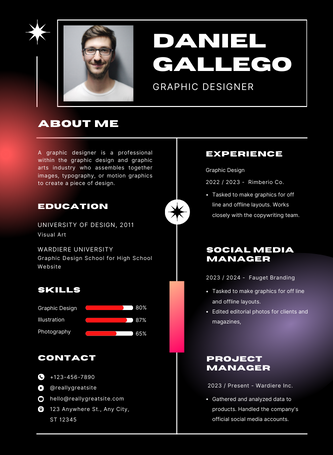 DANIEL
GALLEGO
GRAPHIC DESIGNER
ABOUT ME
A graphic designer is a professional
within the graphic design and graphic
arts industry who assembles together
images, typography, or motion graphics
to create a piece of design.
EDUCATION
UNIVERSITY OF DESIGN, 2011
Visual Art
WARDIERE UNIVERSITY
Graphic Design School for High School
Website
SKILLS
Graphic Design 80%
Illustration 87%
Photography 65%
CONTACT
+123-456-7890
@reallygreatsite
hello@reallygreatsite.com
123 Anywhere St., Any City,
ST 12345
EXPERIENCE
Graphic Design
2022 / 2023 - Rimberio Co.
• Tasked to make graphics for off
line and offline layouts. Works
closely with the copywriting team.
SOCIAL MEDIA
MANAGER
2023 / 2024 - Fauget Branding
• Tasked to make graphics for off line
and offline layouts.
• Edited editorial photos for clients and
magazines,
PROJECT
MANAGER
2023 / Present - Wardiere Inc.
• Gathered and analyzed data to
products. Handled the company's
official social media accounts.